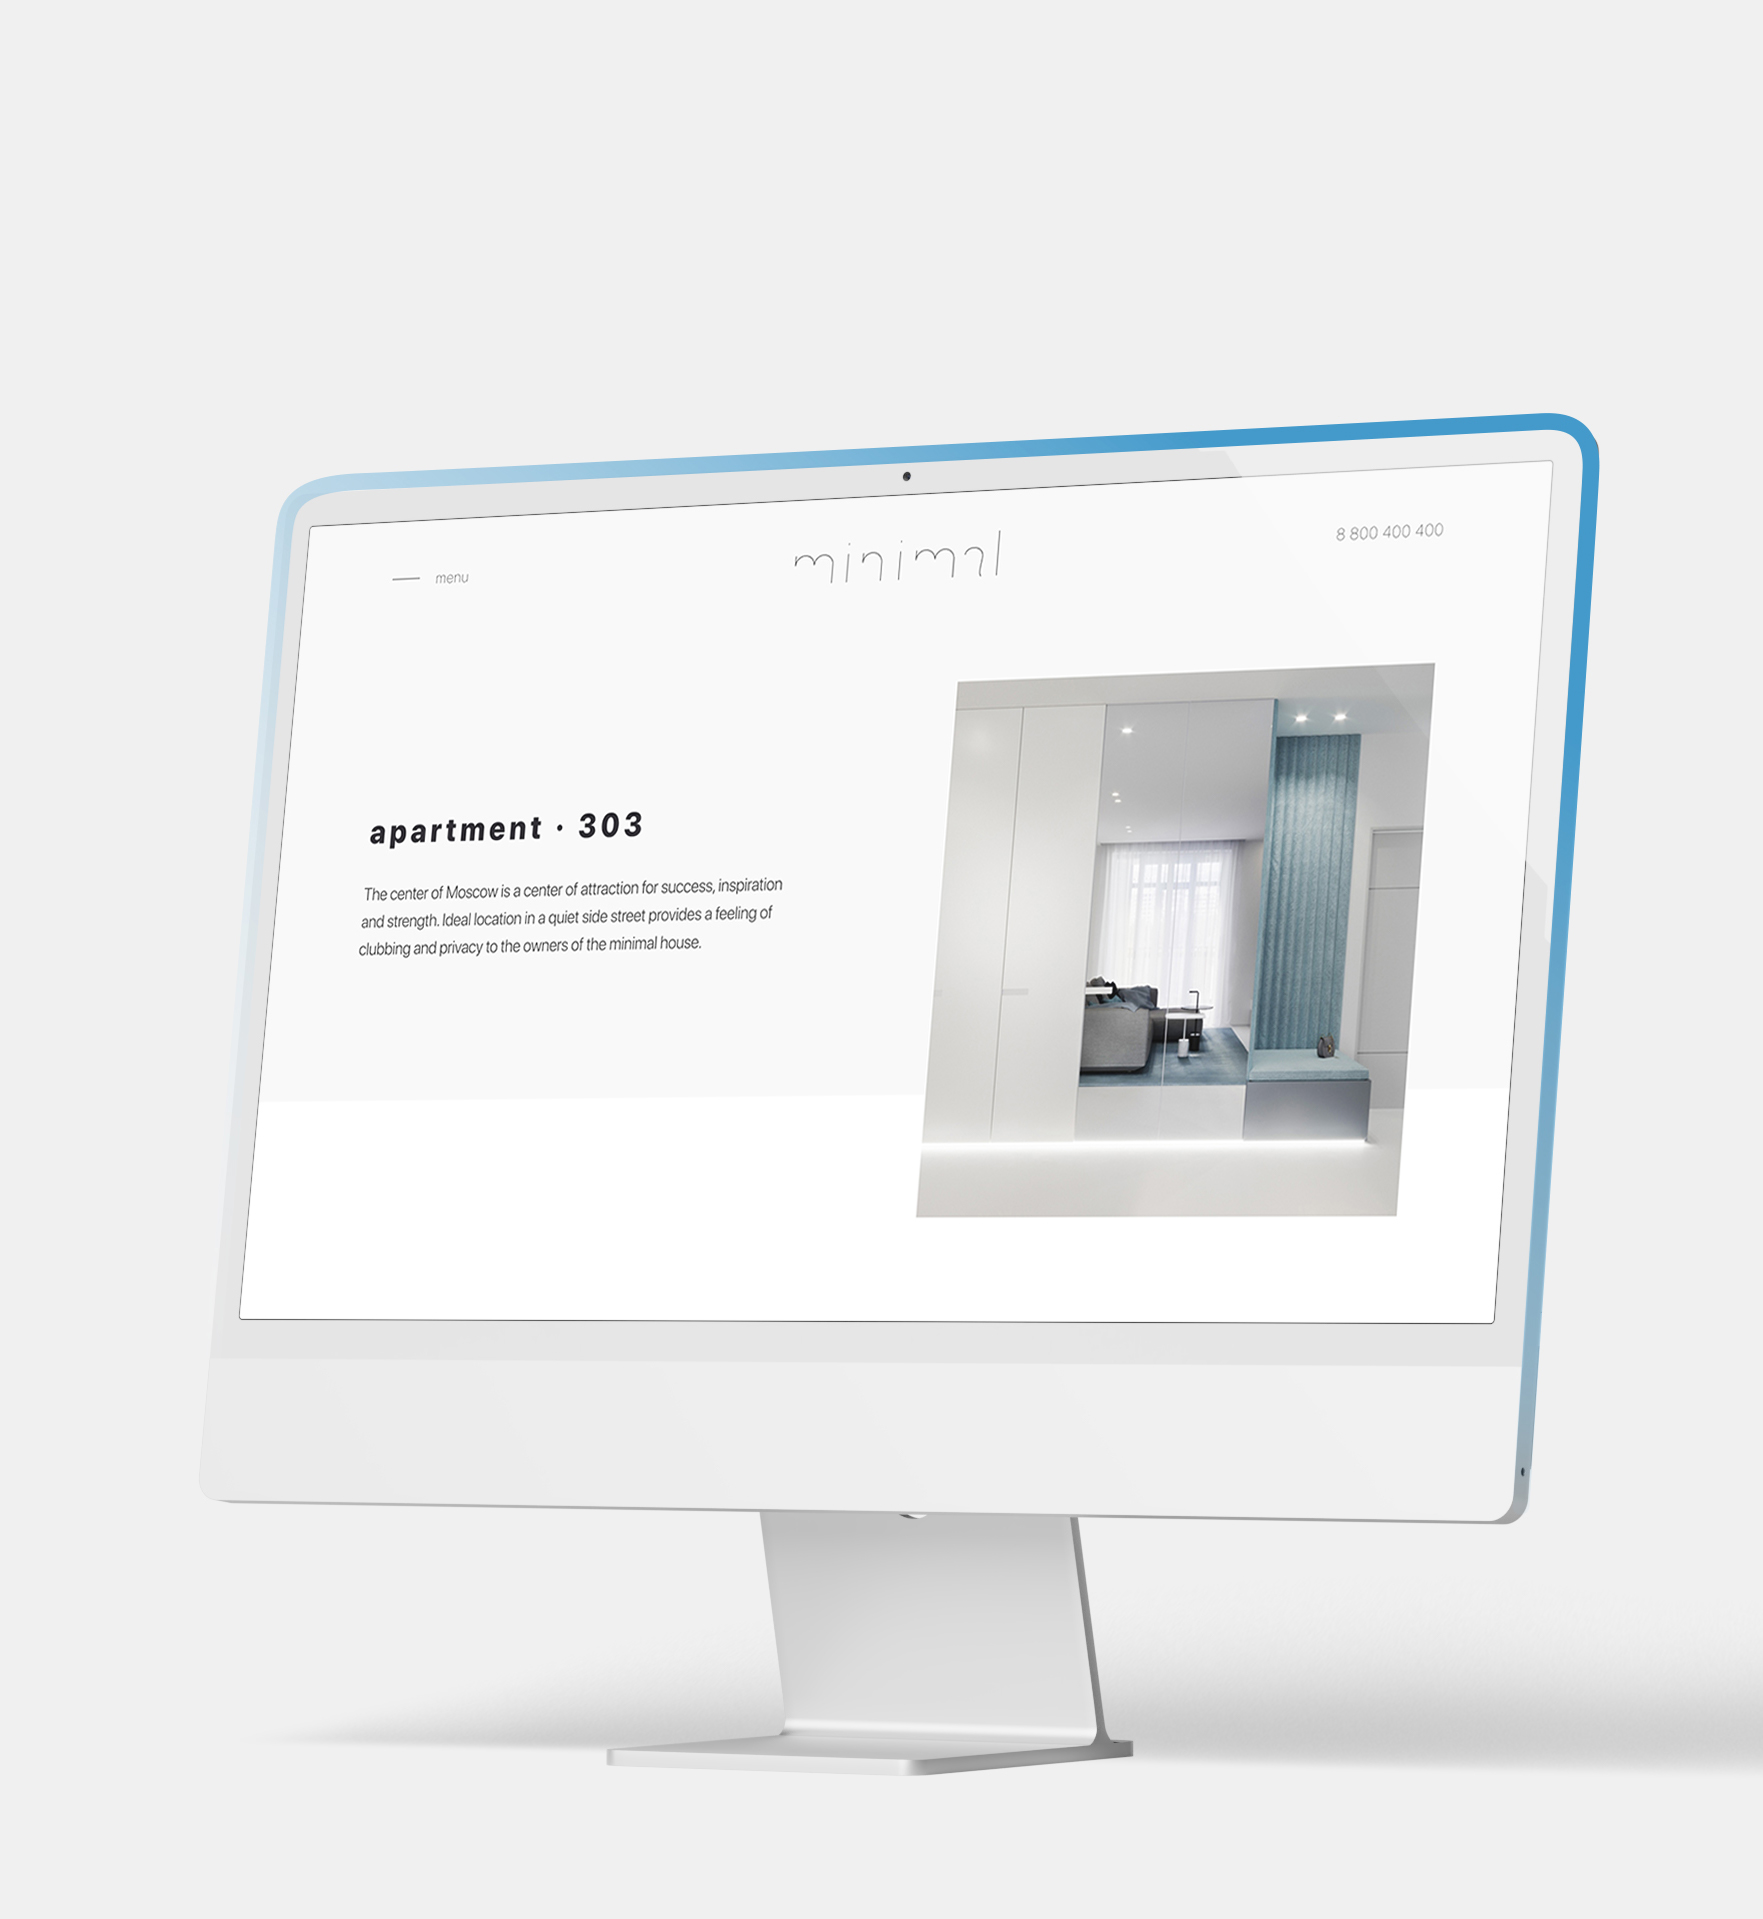 menu
minimal
8 800 400 400
apartment · 303
The center of Moscow is a center of attraction for success, inspiration
and strength. Ideal location in a quiet side street provides a feeling of
clubbing and privacy to the owners of the minimal house.